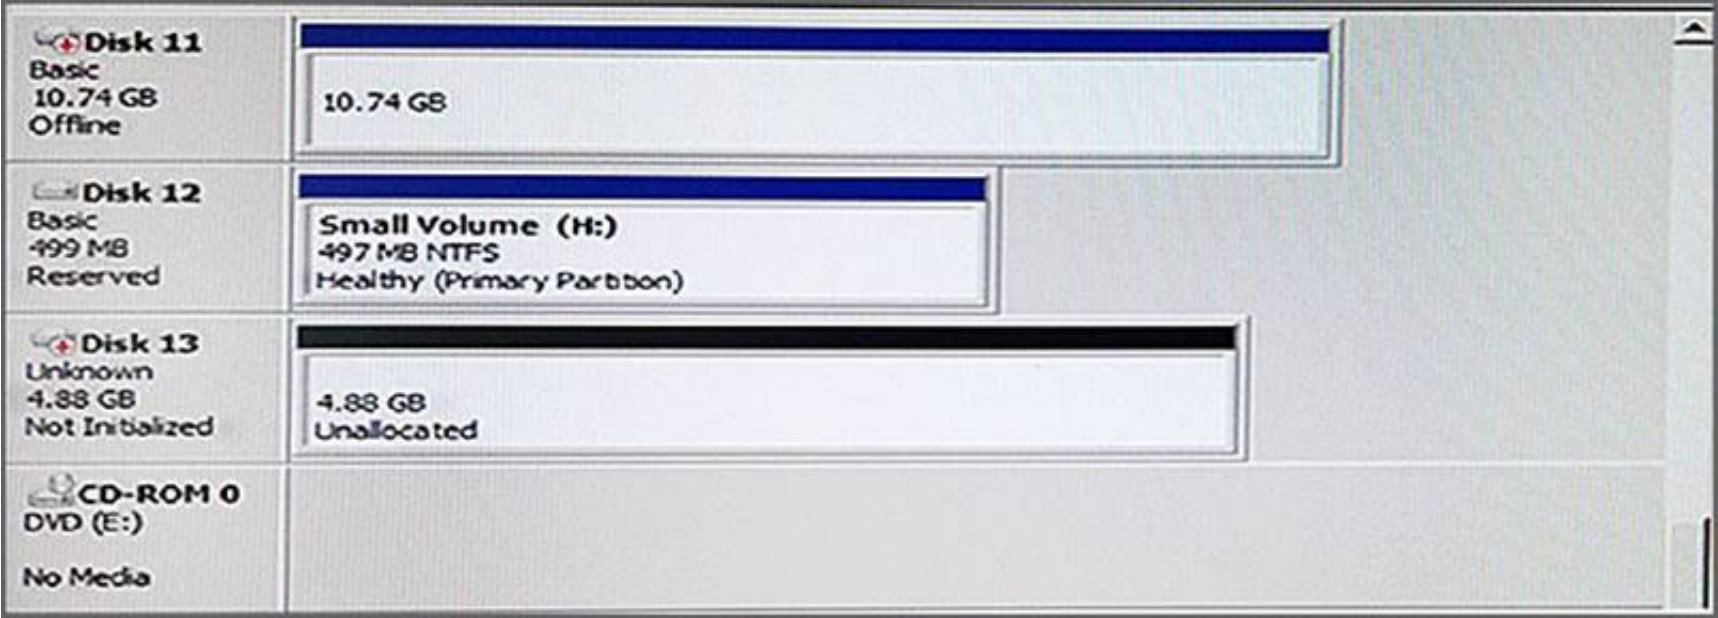 Disk 11
Basic
10.74 GB
Offline
10.74 GB
Disk 12
Basic
499 MB
Reserved
Small Volume (H:)
497 MB NTFS
Healthy (Primary Partition)
Disk 13
Unknown
4.88 GB
Not Initialized
4.88 GB
Unallocated
CD-ROM 0
DVD (E:)
No Media